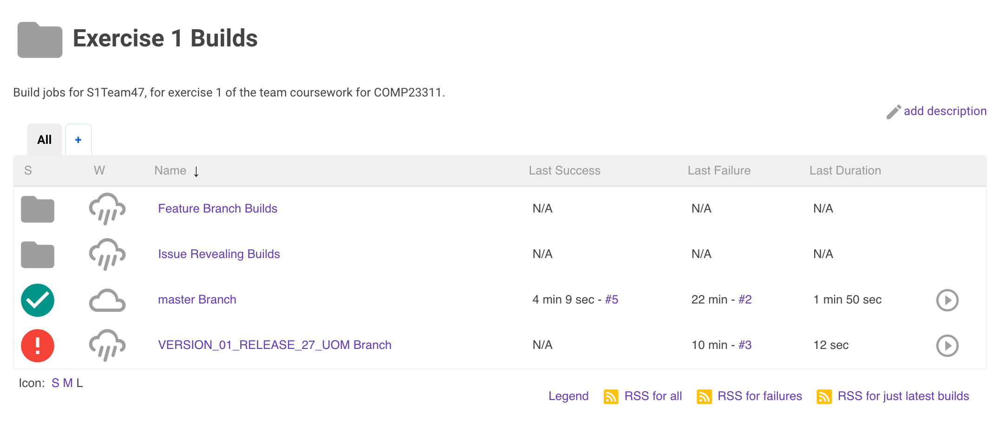 Exercise 1 Builds
Build jobs for S1Team47, for exercise 1 of the team coursework for COMP23311.
add description
All +
S W Name ↓ Last Success Last Failure Last Duration
Feature Branch Builds N/A N/A N/A
Issue Revealing Builds N/A N/A N/A
master Branch 4 min 9 sec - #5 22 min - #2 1 min 50 sec
VERSION_01_RELEASE_27_UOM Branch N/A 10 min - #3 12 sec
Icon: S M L
Legend RSS for all RSS for failures RSS for just latest builds